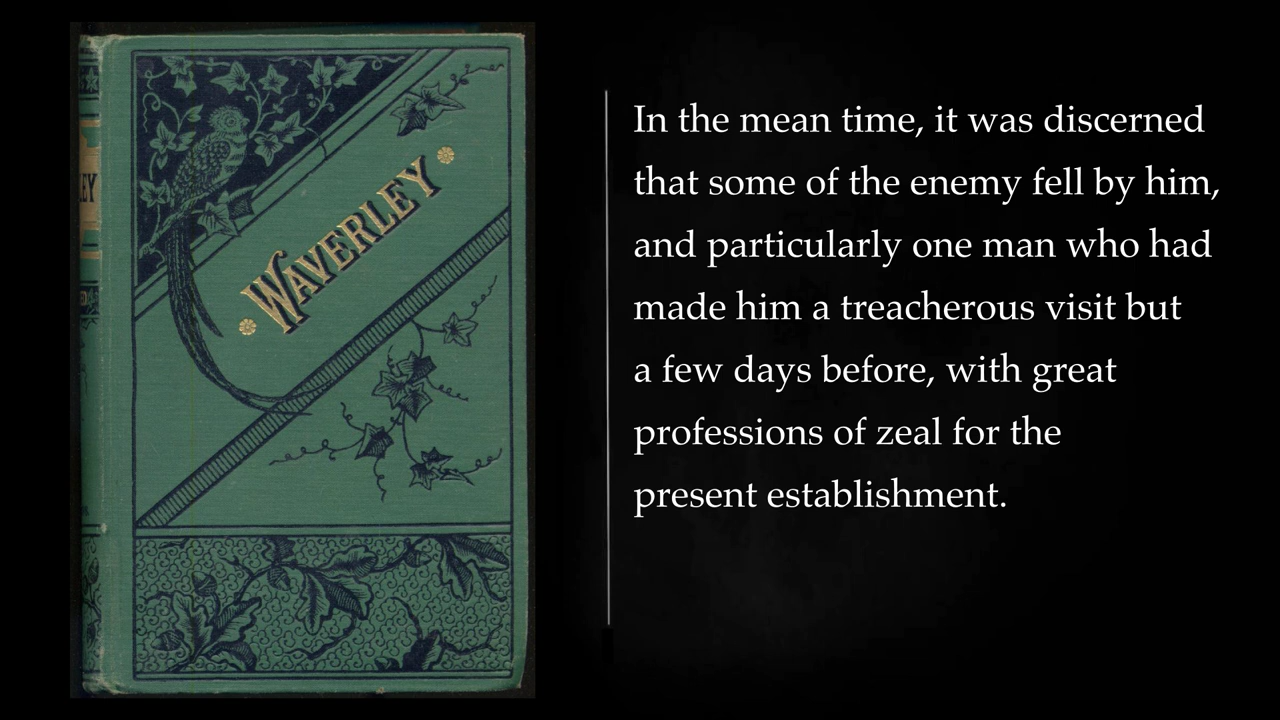 WAVERLEY
EY
In the mean time, it was discerned
that some of the enemy fell by him,
and particularly one man who had
made him a treacherous visit but
a few days before, with great
professions of zeal for the
present establishment.